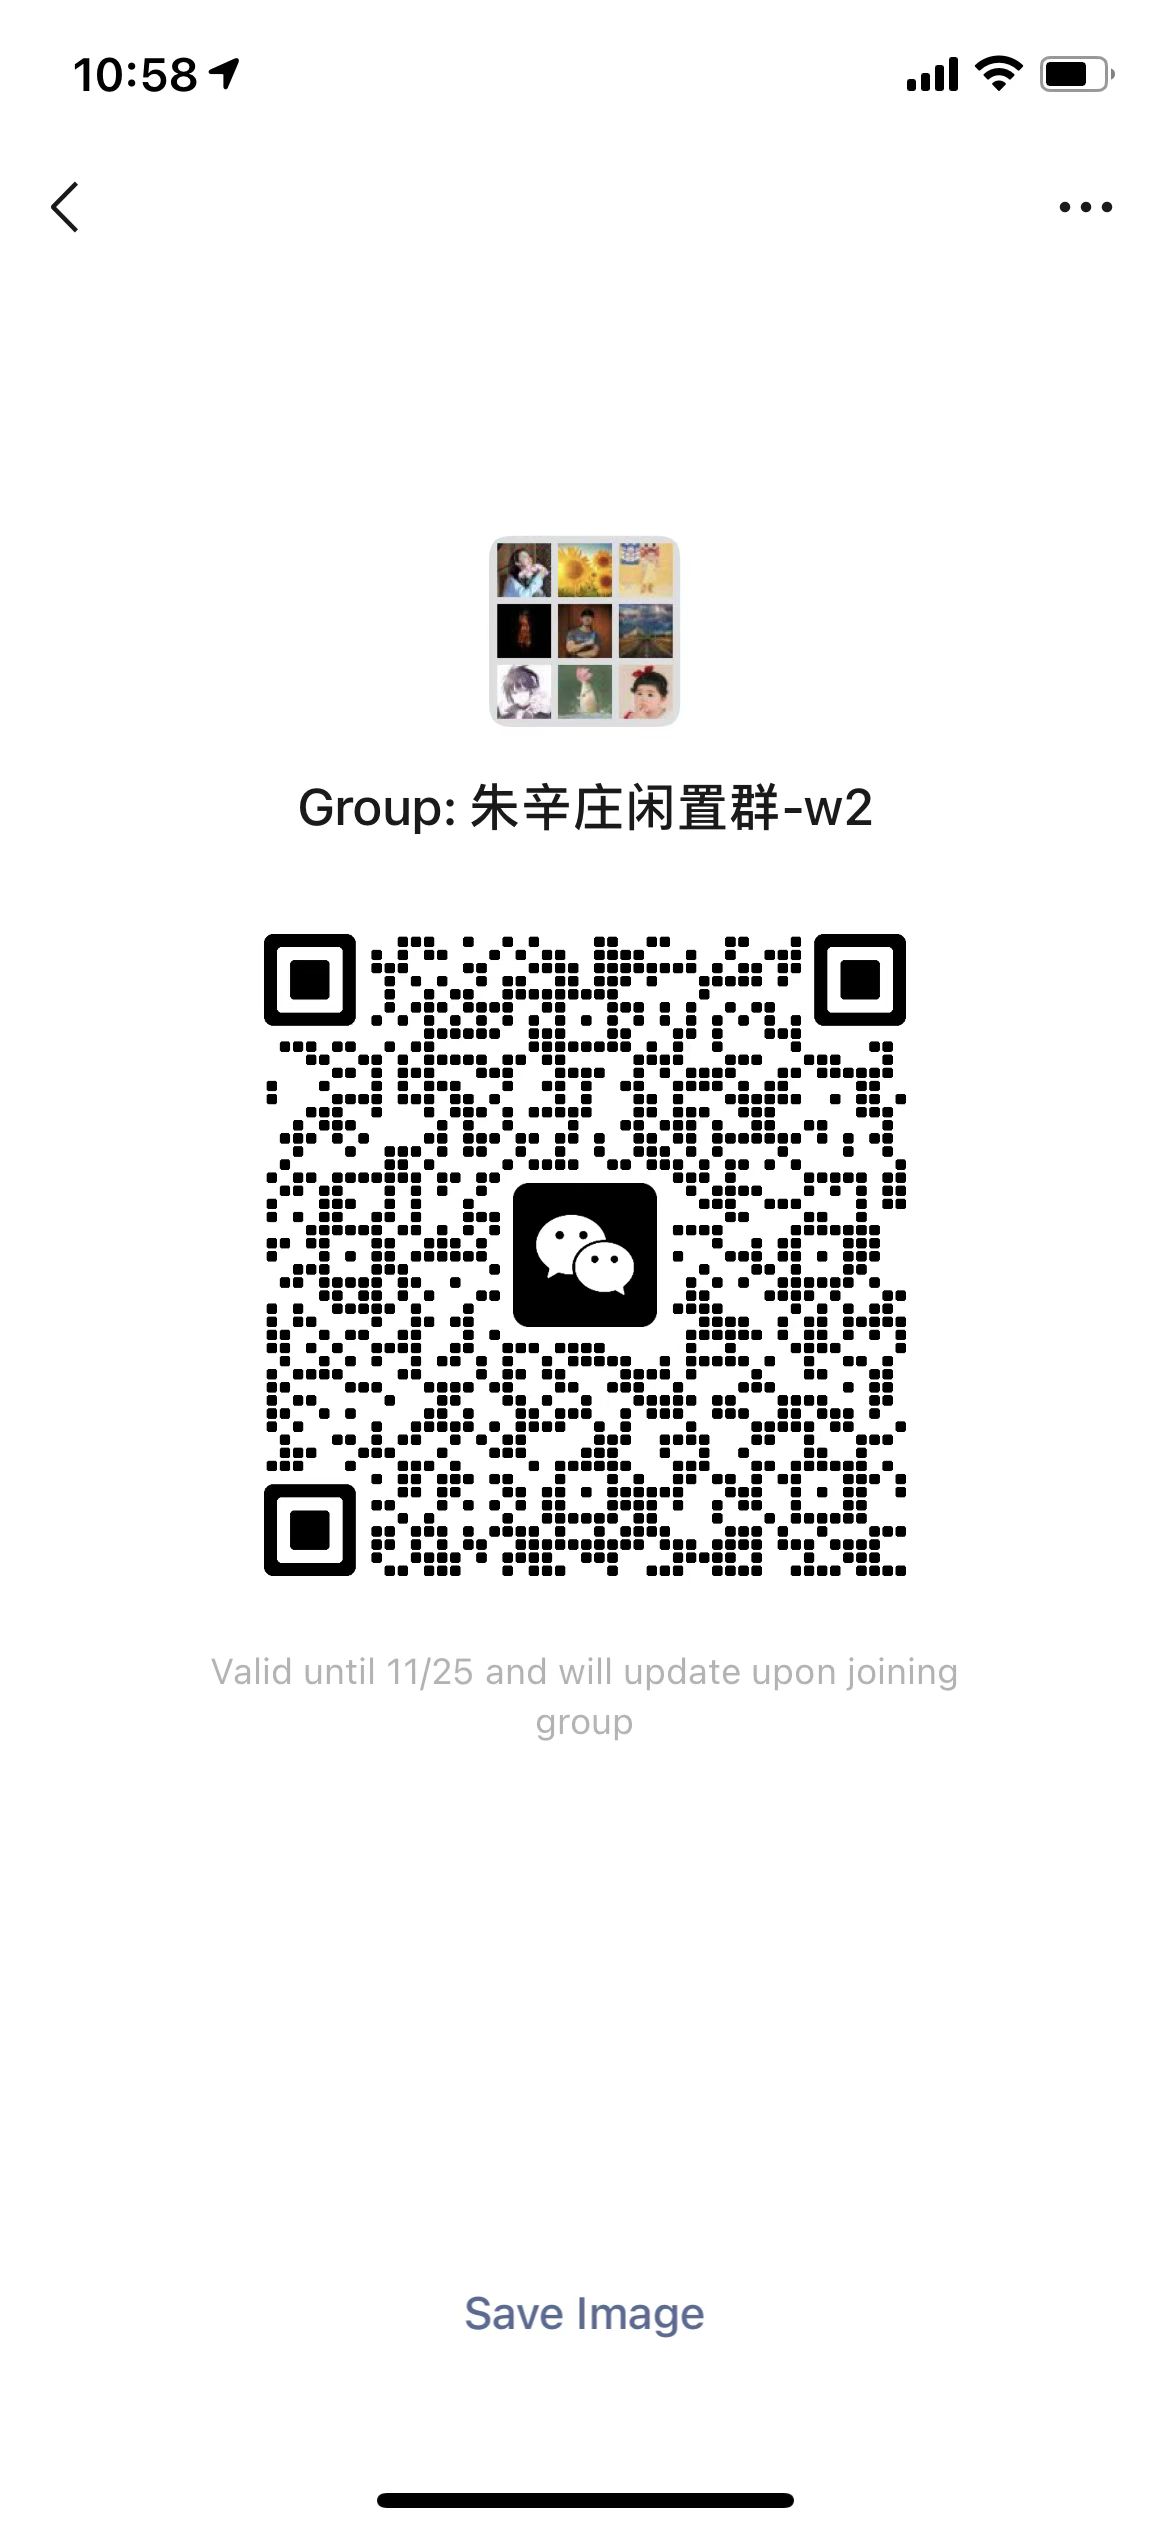 10:58
Group: 朱辛庄闲置群-w2
Valid until 11/25 and will update upon joining
group
Save Image